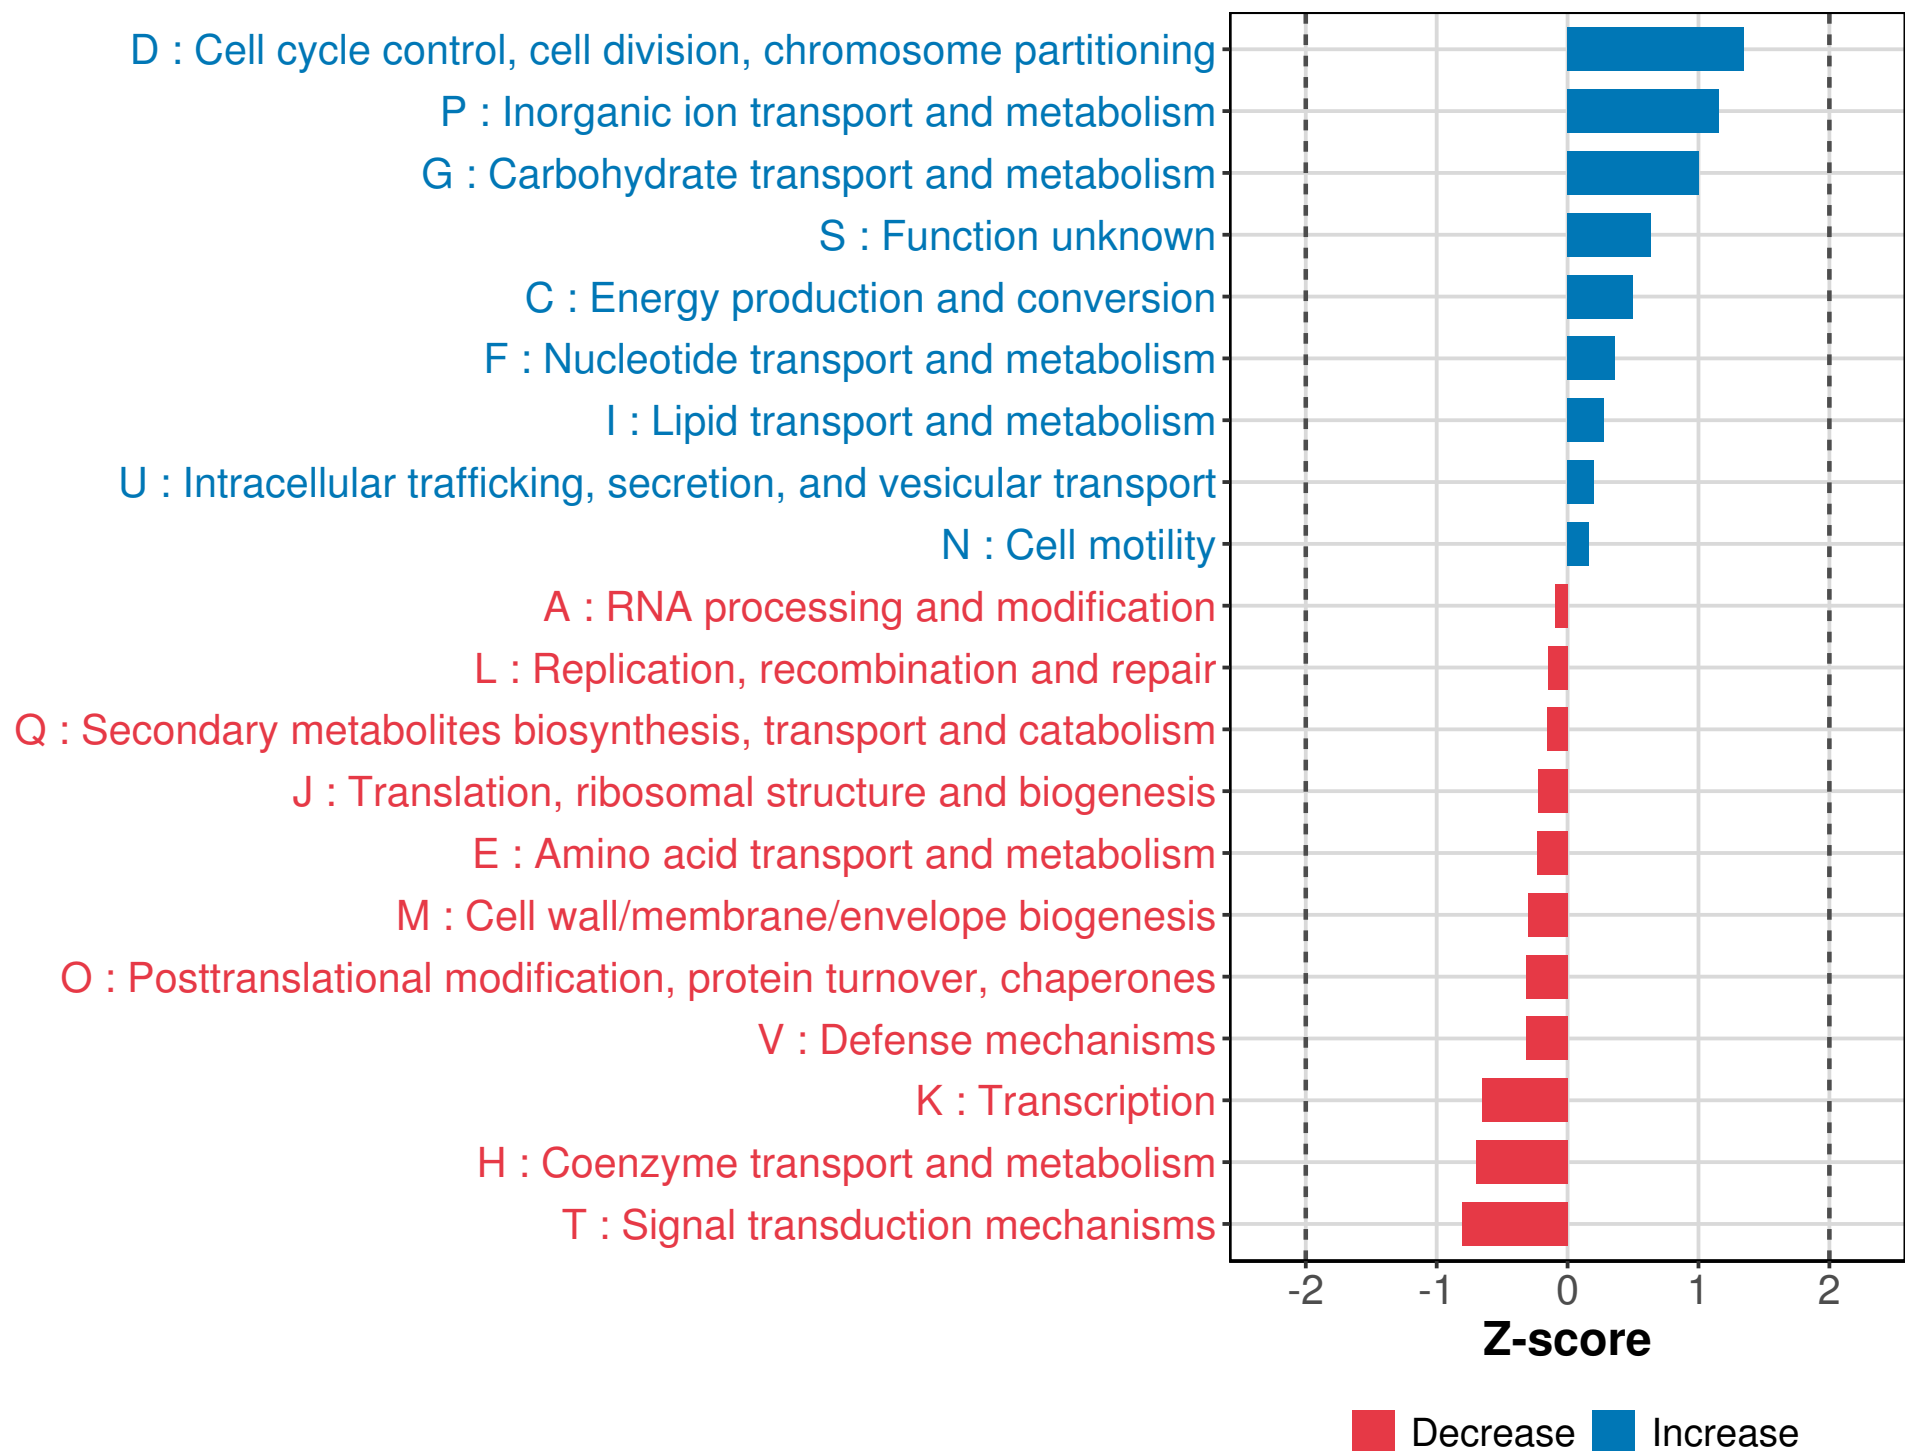 D : Cell cycle control, cell division, chromosome partitioning
P : Inorganic ion transport and metabolism
G : Carbohydrate transport and metabolism
S : Function unknown
C : Energy production and conversion
F : Nucleotide transport and metabolism
I : Lipid transport and metabolism
U : Intracellular trafficking, secretion, and vesicular transport
N : Cell motility
A : RNA processing and modification
L : Replication, recombination and repair
Q : Secondary metabolites biosynthesis, transport and catabolism
J : Translation, ribosomal structure and biogenesis
E : Amino acid transport and metabolism
M : Cell wall/membrane/envelope biogenesis
O : Posttranslational modification, protein turnover, chaperones
V : Defense mechanisms
K : Transcription
H : Coenzyme transport and metabolism
T : Signal transduction mechanisms
-2 -1 0 1 2
Z-score
Decrease Increase